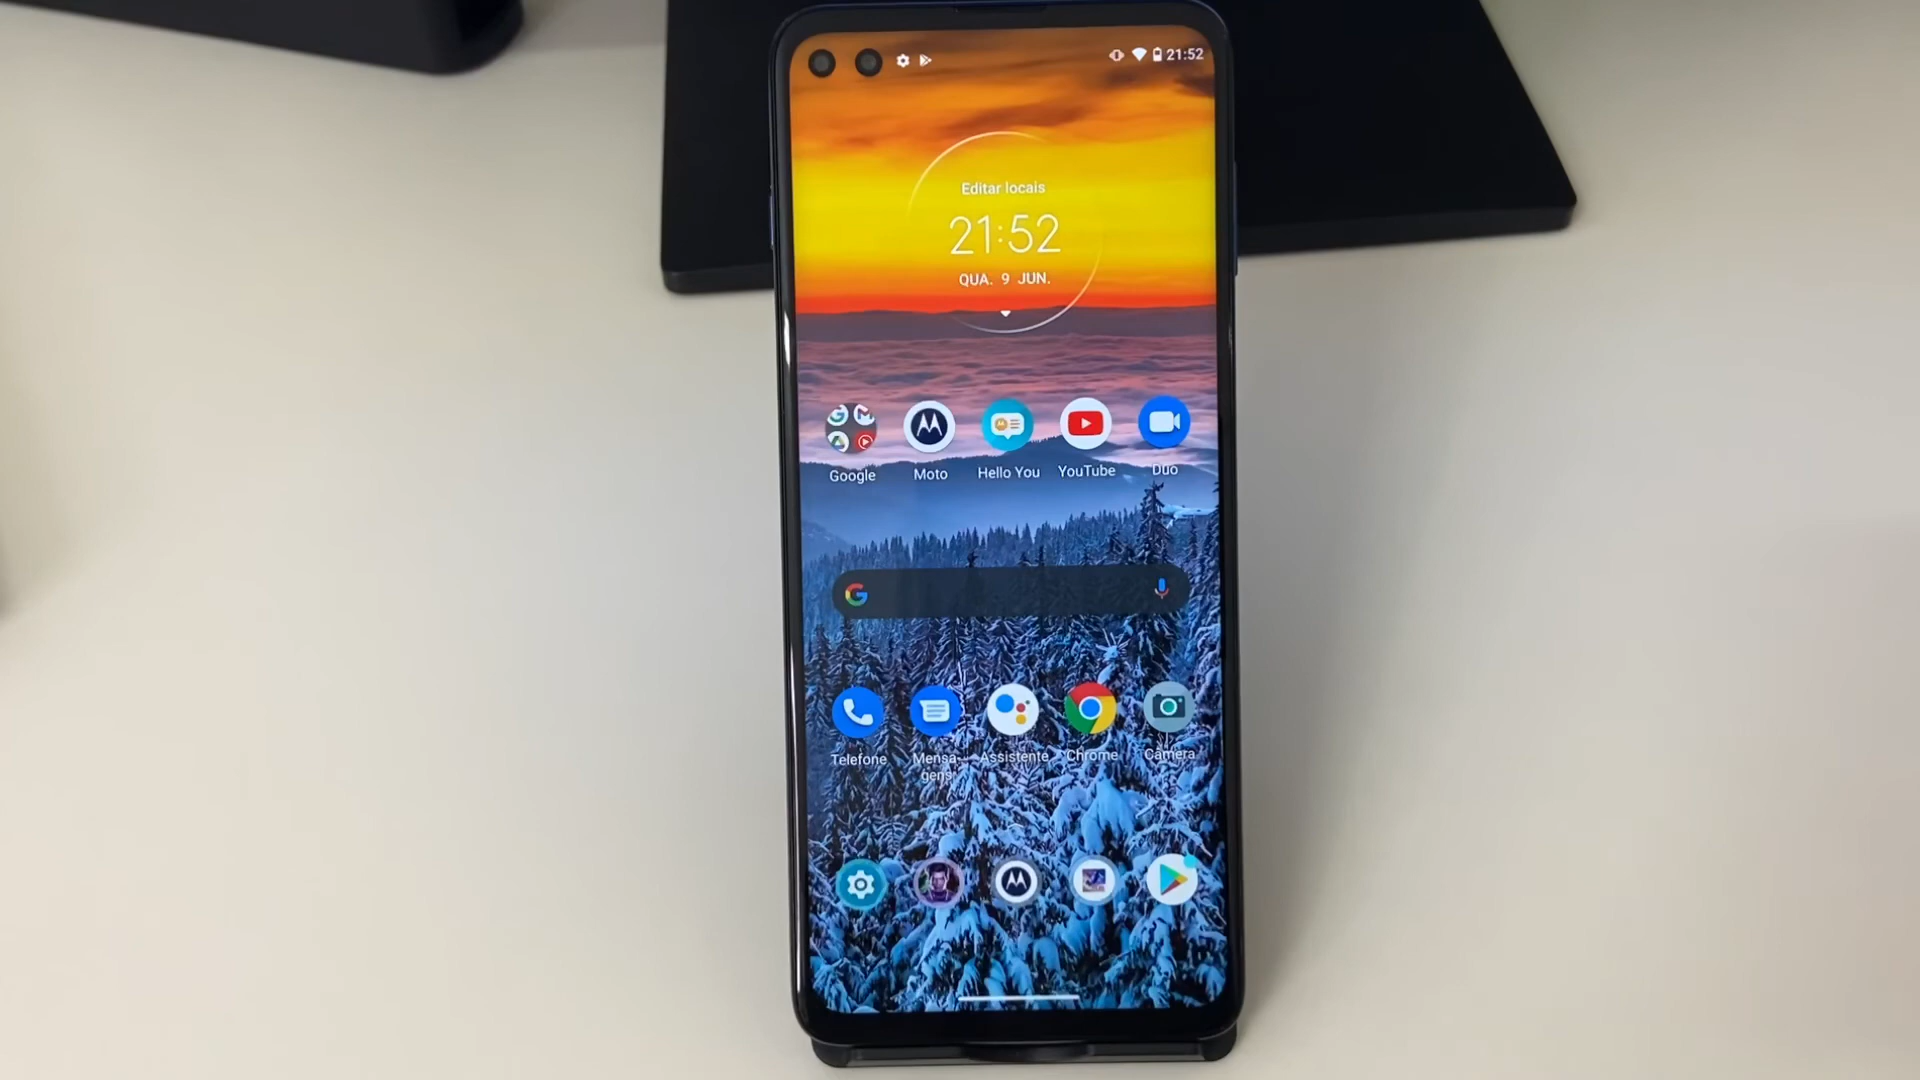 21:52
Editar locais
21:52
QUA. 9 JUN.
Google
Moto
Hello You
YouTube
Duo
Telefone
Mensa-
gens
Assistente
Chrome
Câmera